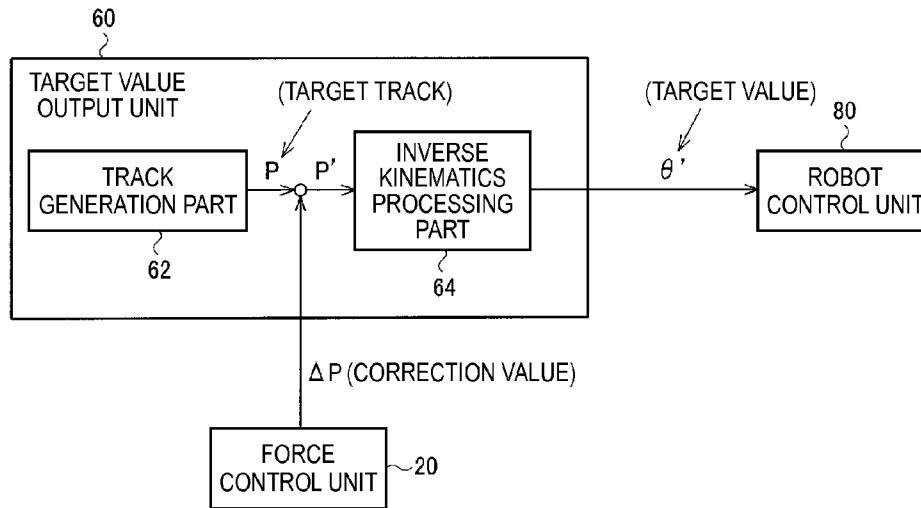 60
TARGET VALUE
OUTPUT UNIT
(TARGET TRACK)
(TARGET VALUE)
80
TRACK
GENERATION PART
P
P'
INVERSE
KINEMATICS
PROCESSING
PART
θ'
ROBOT
CONTROL UNIT
62
64
ΔP (CORRECTION VALUE)
FORCE
CONTROL UNIT
20